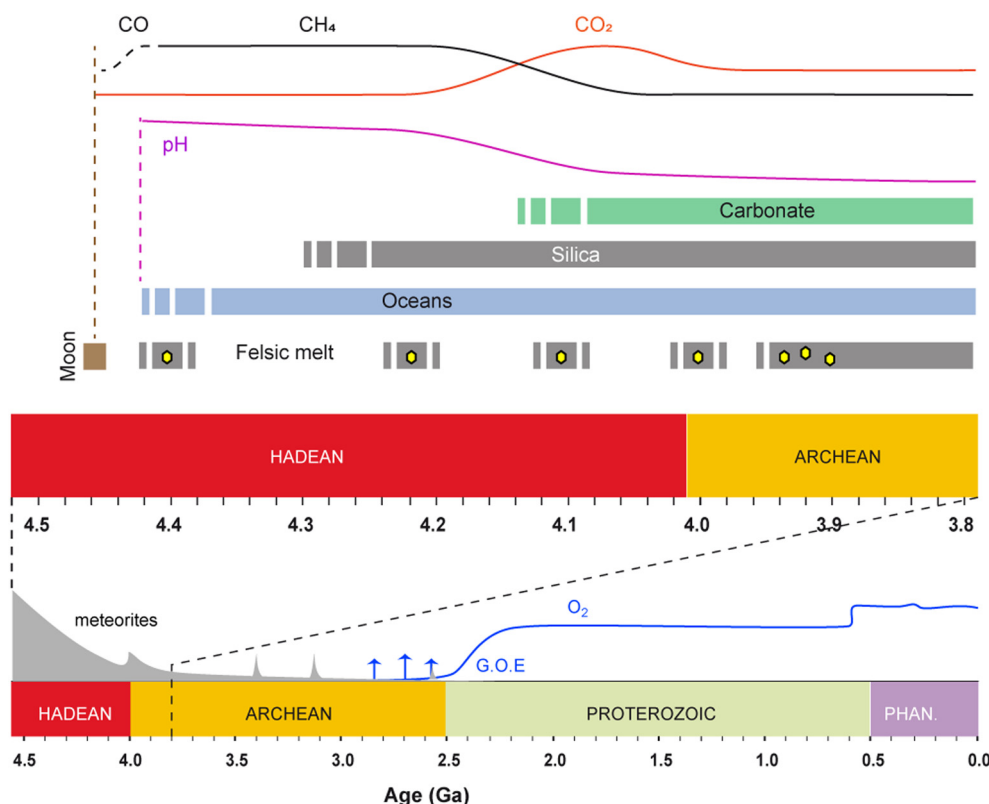 CO CH₄ CO₂
pH
Carbonate
Silica
Oceans
Moon
Felsic melt
HADEAN ARCHEAN
4.5 4.4 4.3 4.2 4.1 4.0 3.9 3.8
meteorites
O₂
G.O.E
HADEAN ARCHEAN PROTEROZOIC PHAN.
4.5 4.0 3.5 3.0 2.5 2.0 1.5 1.0 0.5 0.0
Age (Ga)